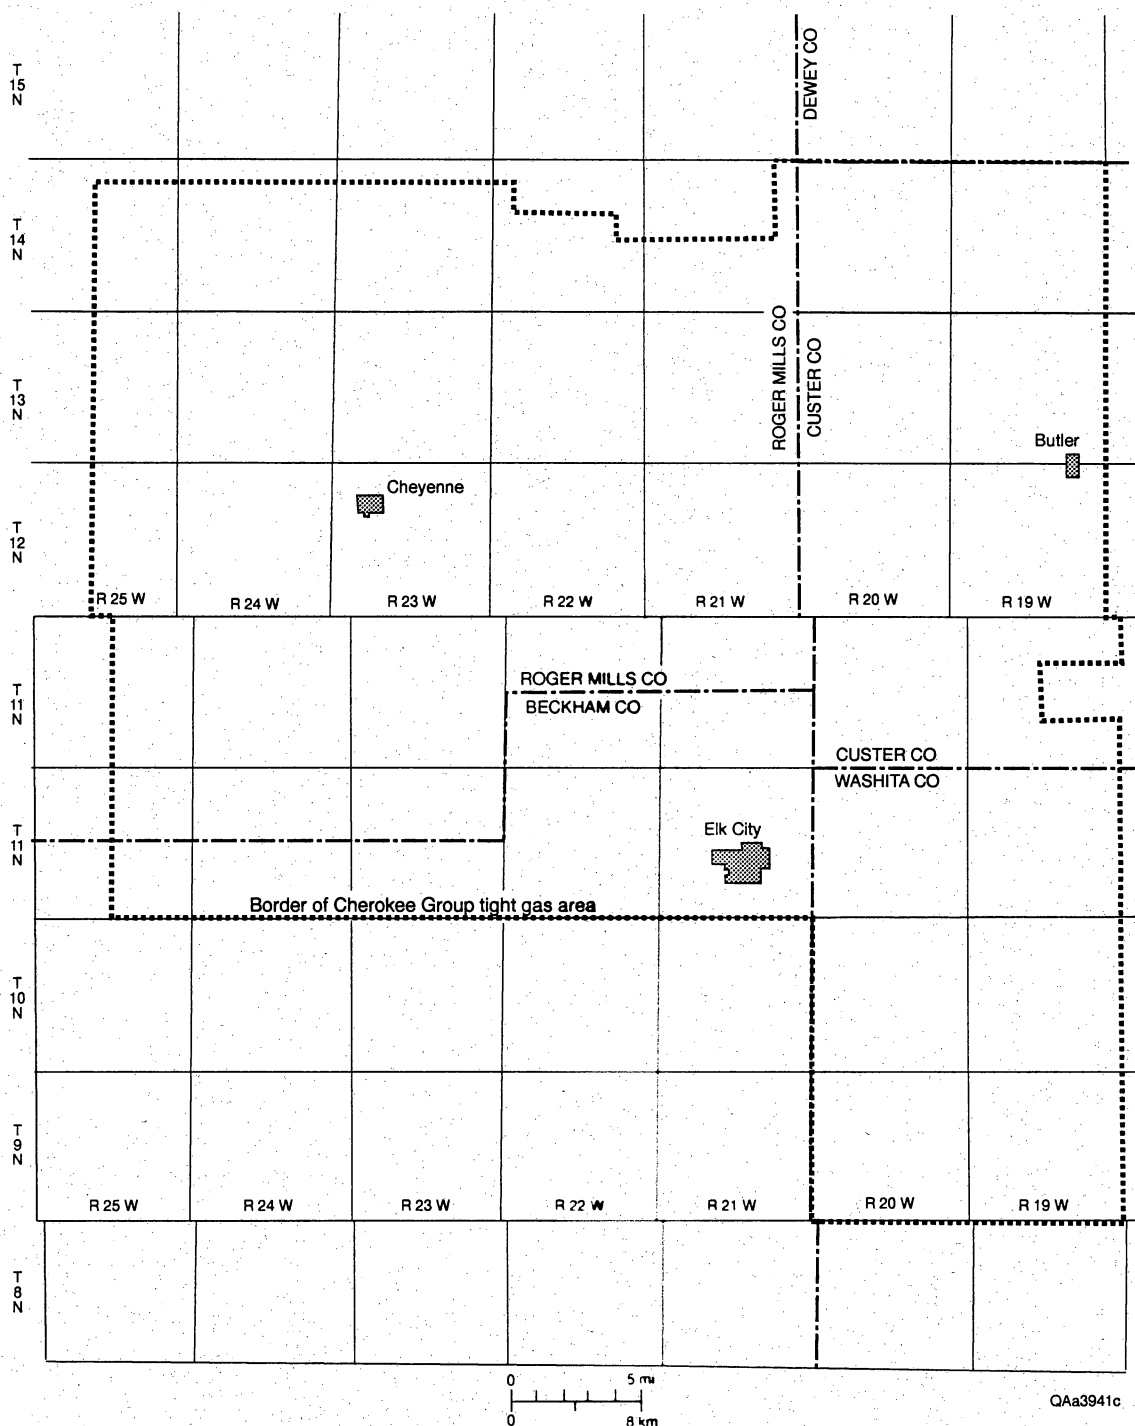 DEWEY CO
T
15
N
T
14
N
ROGER MILLS CO
CUSTER CO
T
13
N
Butler
Cheyenne
T
12
N
R 25 W
R 24 W
R 23 W
R 22 W
R 21 W
R 20 W
R 19 W
T
11
N
ROGER MILLS CO
BECKHAM CO
CUSTER CO
WASHITA CO
T
11
N
Elk City
Border of Cherokee Group tight gas area
T
10
N
T
9
N
R 25 W
R 24 W
R 23 W
R 22 W
R 21 W
R 20 W
R 19 W
T
8
N
0 5 mi
0 8 km
QAa3941c